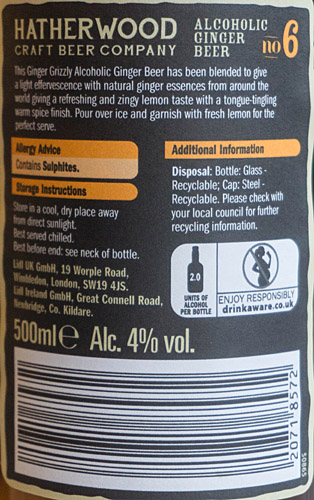 HATHERWOOD
CRAFT BEER COMPANY
ALCOHOLIC
GINGER
BEER
no6
This Ginger Grizzly Alcoholic Ginger Beer has been blended to give
a light effervescence with natural ginger essences from around the
world giving a refreshing and zingy lemon taste with a tongue-tingling
warm spice finish. Pour over ice and garnish with fresh lemon for the
perfect serve.
Allergy Advice
Contains Sulphites.
Storage Instructions
Store in a cool, dry place away
from direct sunlight.
Best served chilled.
Best before end: see neck of bottle.
Lidl UK GmbH, 19 Worple Road,
Wimbledon, London, SW19 4JS.
Lidl Ireland GmbH, Great Connell Road,
Newbridge, Co. Kildare.
Additional Information
Disposal: Bottle: Glass -
Recyclable; Cap: Steel -
Recyclable. Please check with
your local council for further
recycling information.
2.0
UNITS OF
ALCOHOL
PER BOTTLE
ENJOY RESPONSIBLY
drinkaware.co.uk
500ml℮ Alc. 4% vol.
2071 8572
50865